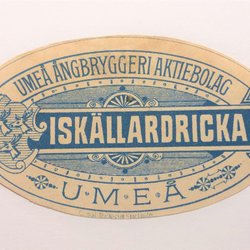 UMEÅ ÅNGBRYGGERI AKTIEBOLAG
ISKÄLLARDRICKA
UMEÅ